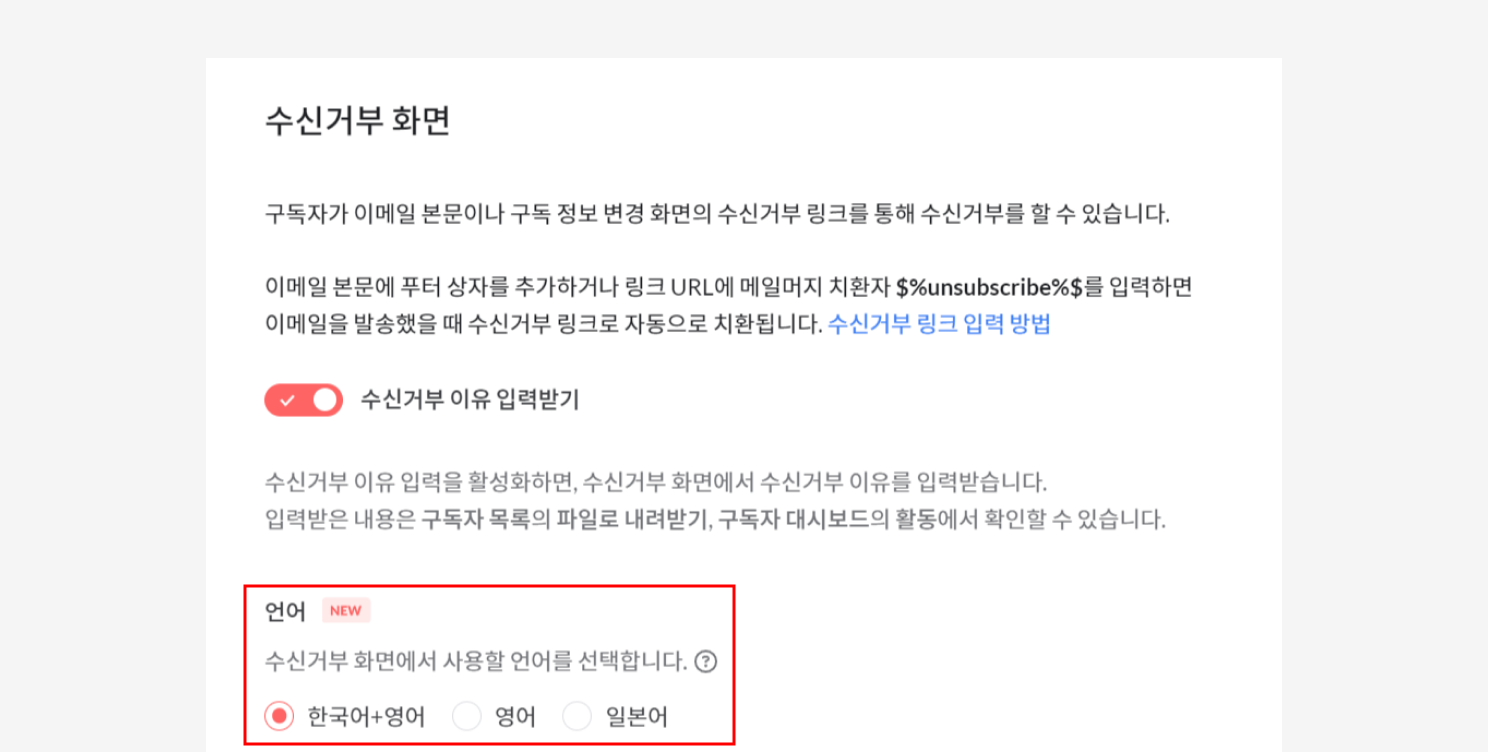 수신거부 화면
구독자가 이메일 본문이나 구독 정보 변경 화면의 수신거부 링크를 통해 수신거부를 할 수 있습니다.
이메일 본문에 푸터 상자를 추가하거나 링크 URL에 메일머지 치환자 $%unsubscribe%$를 입력하면
이메일을 발송했을 때 수신거부 링크로 자동으로 치환됩니다. 수신거부 링크 입력 방법
수신거부 이유 입력받기
수신거부 이유 입력을 활성화하면, 수신거부 화면에서 수신거부 이유를 입력받습니다.
입력받은 내용은 구독자 목록의 파일로 내려받기, 구독자 대시보드의 활동에서 확인할 수 있습니다.
언어 NEW
수신거부 화면에서 사용할 언어를 선택합니다. ?
한국어+영어 영어 일본어